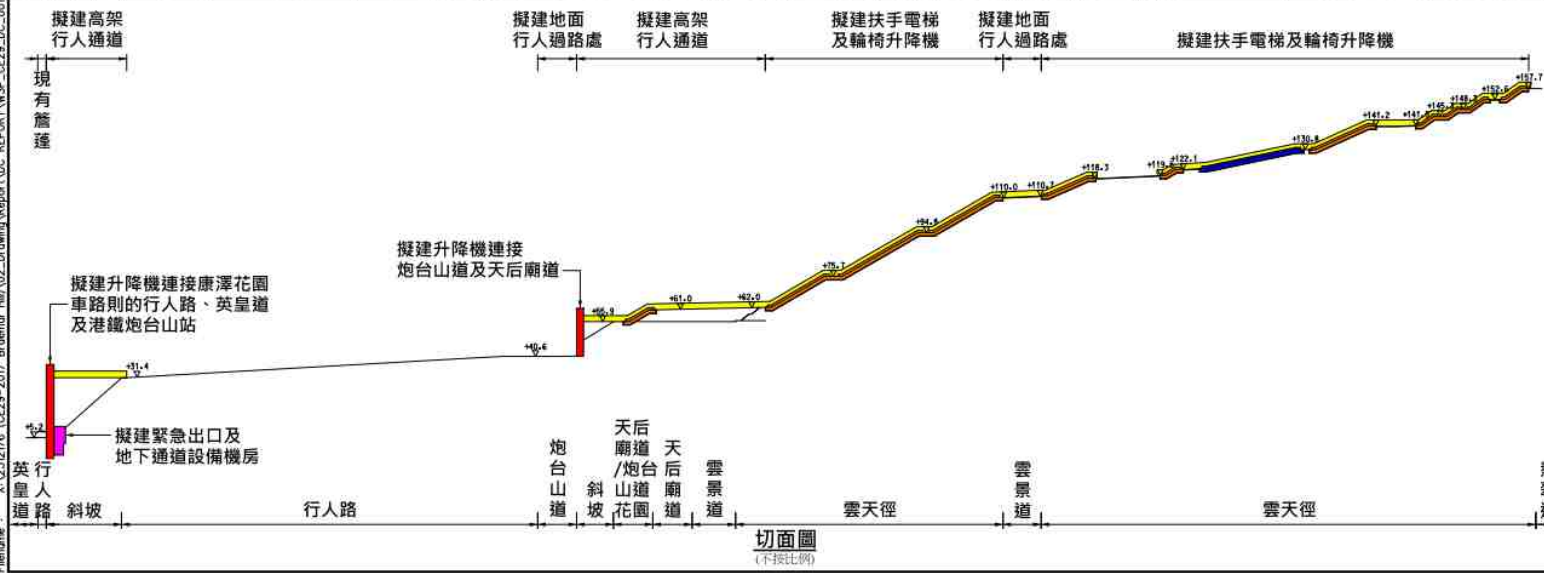 擬建高架
行人通道
擬建地面
行人過路處
擬建高架
行人通道
擬建扶手電梯
及輪椅升降機
擬建地面
行人過路處
擬建扶手電梯及輪椅升降機
現有簷蓬
+157.7
+152.6
+148.7
+141.2
+130.8
+122.1
+118.3
+110.7
+110.0
+94.6
+75.7
擬建升降機連接
炮台山道及天后廟道
擬建升降機連接康澤花園
車路則的行人路、英皇道
及港鐵炮台山站
+62.0
+61.0
+40.6
+31.4
+5.2
擬建緊急出口及
地下通道設備機房
英皇道
行人路
斜坡
行人路
炮台山道
斜坡
天后廟道
/炮台山道花園
天后廟道
雲景道
雲天徑
雲景道
雲天徑
切面圖
(不按比例)